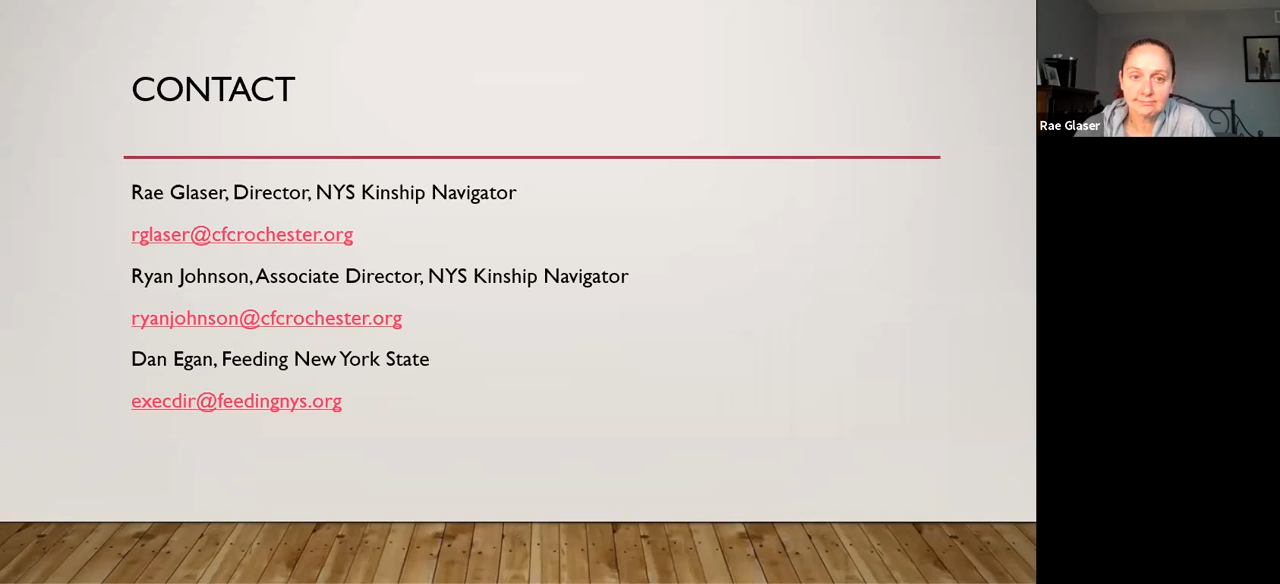 CONTACT
Rae Glaser, Director, NYS Kinship Navigator
rglaser@cfcrochester.org
Ryan Johnson, Associate Director, NYS Kinship Navigator
ryanjohnson@cfcrochester.org
Dan Egan, Feeding New York State
execdir@feedingnys.org
Rae Glaser